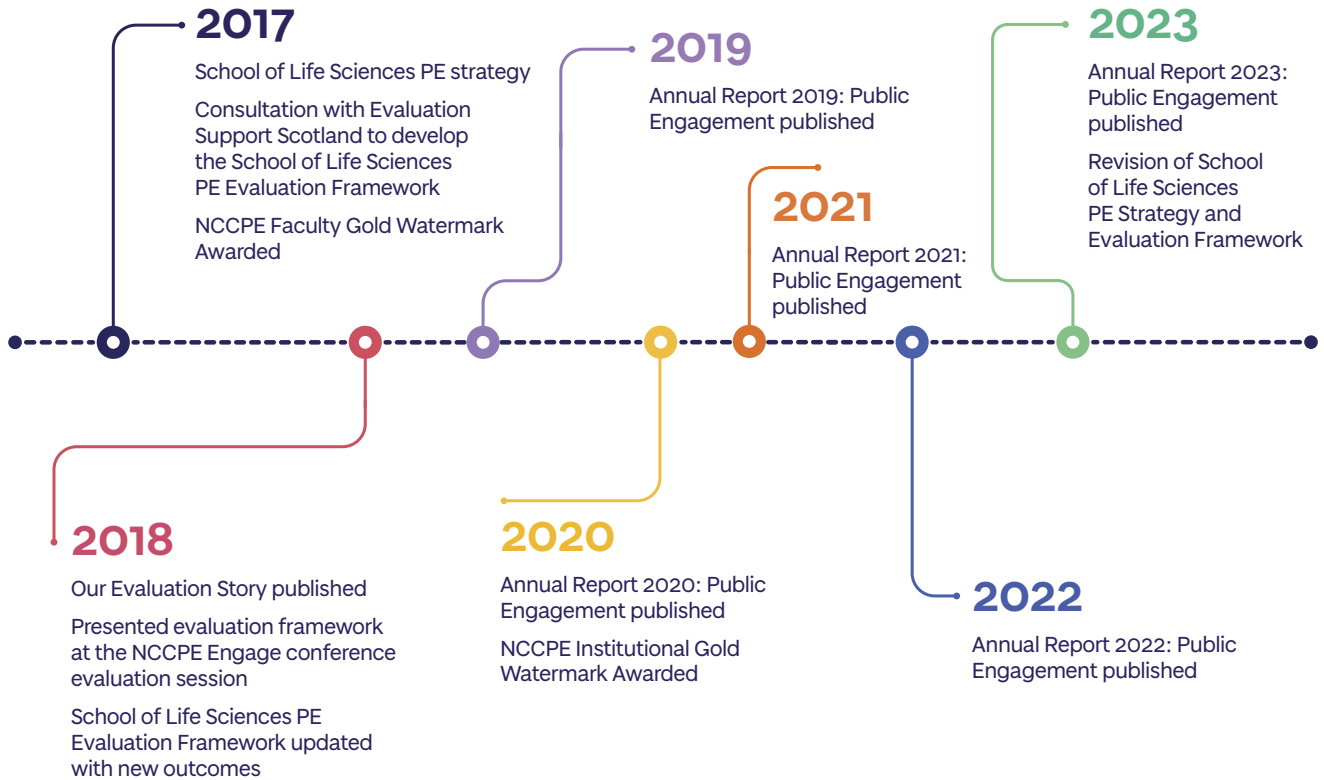 2017
School of Life Sciences PE strategy
Consultation with Evaluation
Support Scotland to develop
the School of Life Sciences
PE Evaluation Framework
NCCPE Faculty Gold Watermark
Awarded
2018
Our Evaluation Story published
Presented evaluation framework
at the NCCPE Engage conference
evaluation session
School of Life Sciences PE
Evaluation Framework updated
with new outcomes
2019
Annual Report 2019: Public
Engagement published
2020
Annual Report 2020: Public
Engagement published
NCCPE Institutional Gold
Watermark Awarded
2021
Annual Report 2021:
Public Engagement
published
2022
Annual Report 2022: Public
Engagement published
2023
Annual Report 2023:
Public Engagement
published
Revision of School
of Life Sciences
PE Strategy and
Evaluation Framework